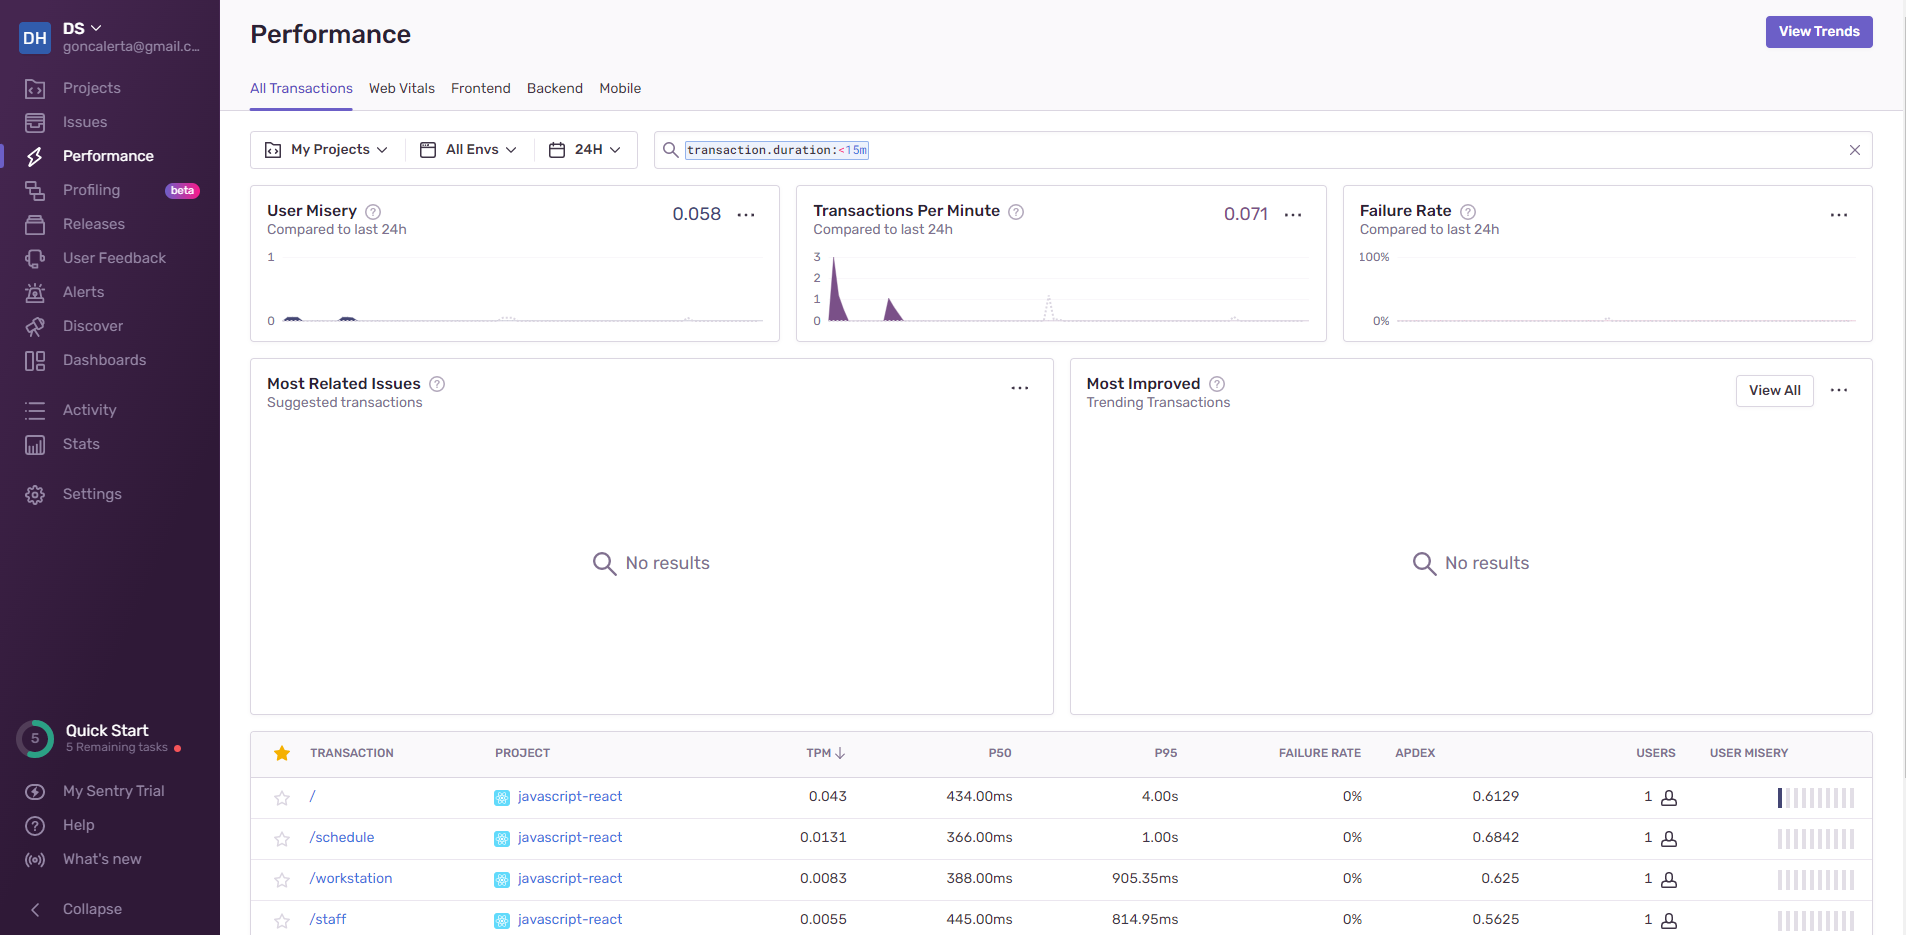 DH
DS
goncalerta@gmail.c...
Projects
Issues
Performance
Profiling beta
Releases
User Feedback
Alerts
Discover
Dashboards
Activity
Stats
Settings
5
Quick Start
5 Remaining tasks
My Sentry Trial
? Help
What's new
Collapse
Performance
View Trends
All Transactions Web Vitals Frontend Backend Mobile
My Projects All Envs 24H transaction.duration:<15m
User Misery ? 0.058 ...
Compared to last 24h
1
0
Transactions Per Minute ? 0.071 ...
Compared to last 24h
3
2
1
0
Failure Rate ? ...
Compared to last 24h
100%
0%
Most Related Issues ? ...
Suggested transactions
No results
Most Improved ? View All ...
Trending Transactions
No results
TRANSACTION PROJECT TPM P50 P95 FAILURE RATE APDEX USERS USER MISERY
/ javascript-react 0.043 434.00ms 4.00s 0% 0.6129 1
/schedule javascript-react 0.0131 366.00ms 1.00s 0% 0.6842 1
/workstation javascript-react 0.0083 388.00ms 905.35ms 0% 0.625 1
/staff javascript-react 0.0055 445.00ms 814.95ms 0% 0.5625 1